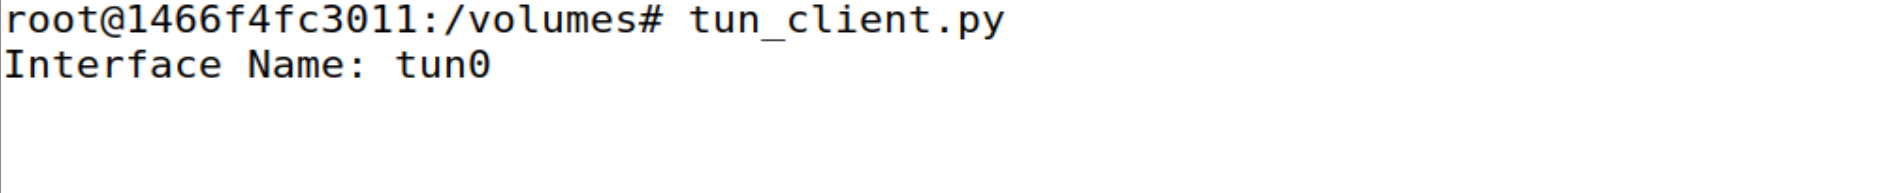 root@1466f4fc3011:/volumes# tun_client.py
Interface Name: tun0